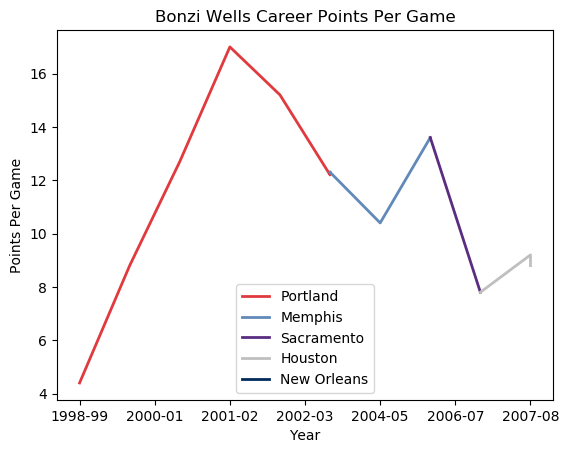 Bonzi Wells Career Points Per Game
16
14
12
10
8
6
4
Points Per Game
Portland
Memphis
Sacramento
Houston
New Orleans
1998-99 2000-01 2001-02 2002-03 2004-05 2006-07 2007-08
Year